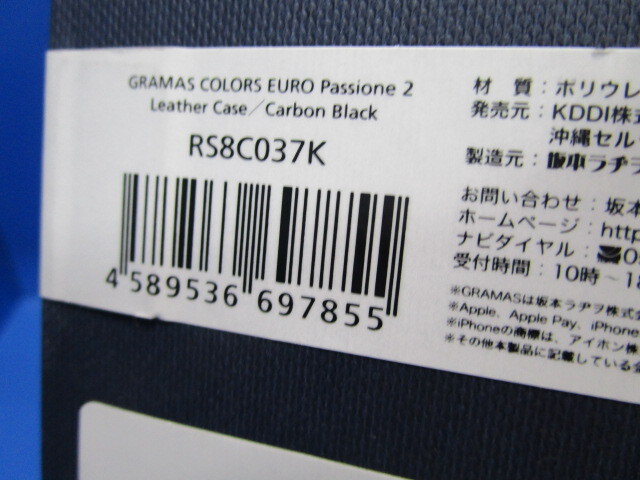 GRAMAS COLORS EURO Passione 2
Leather Case／Carbon Black
RS8C037K
4 589536 697855
材　質：ポリウレ
発売元：KDDI株式
沖縄セル
製造元：坂本ラヂヲ
お問い合わせ：坂本
ホームページ：http
ナビダイヤル：
受付時間：10時～18
※GRAMASは坂本ラヂヲ株式会
※Apple、Apple Pay、iPhone
※iPhoneの商標は、アイホン株
※その他本製品に記載している会